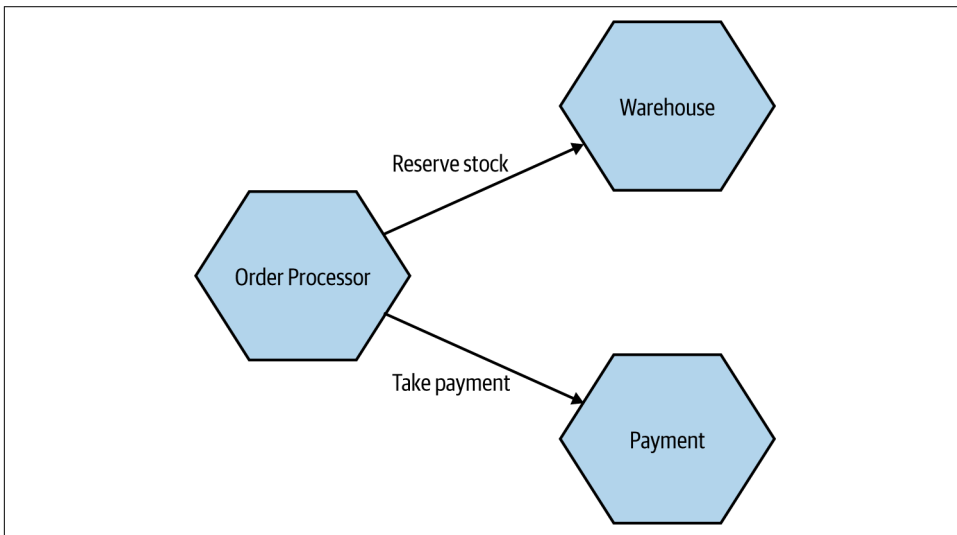 Warehouse
Reserve stock
Order Processor
Take payment
Payment